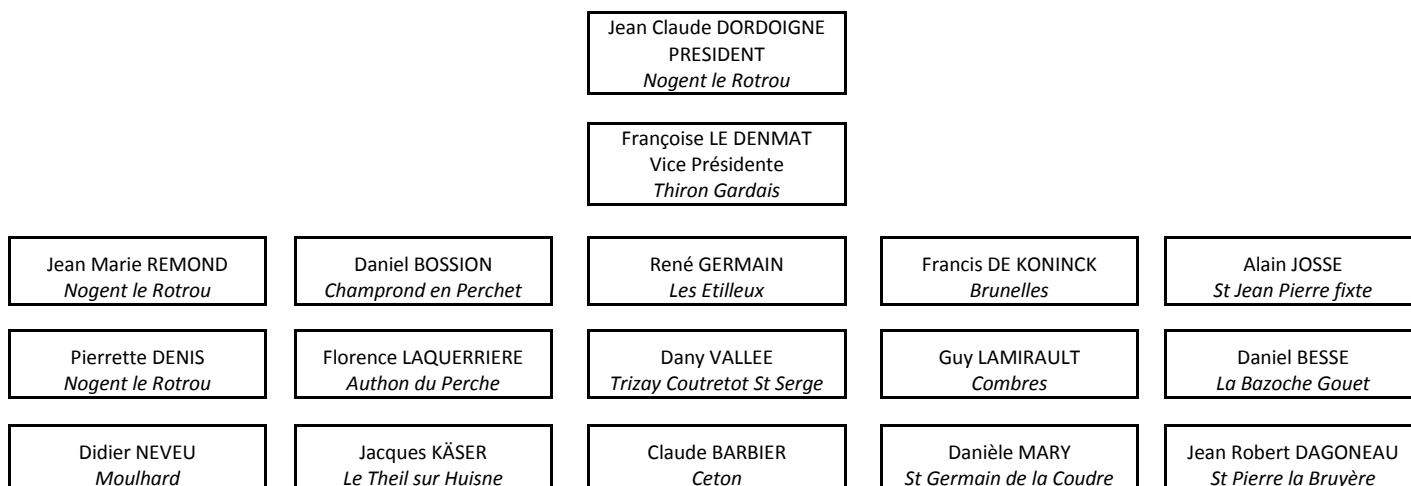 Jean Claude DORDOIGNE
PRESIDENT
Nogent le Rotrou
Françoise LE DENMAT
Vice Présidente
Thiron Gardais
Jean Marie REMOND
Nogent le Rotrou
Daniel BOSSION
Champrond en Perchet
René GERMAIN
Les Etilleux
Francis DE KONINCK
Brunelles
Alain JOSSE
St Jean Pierre fixte
Pierrette DENIS
Nogent le Rotrou
Florence LAQUERRIERE
Authon du Perche
Dany VALLEE
Trizay Coutretot St Serge
Guy LAMIRAULT
Combres
Daniel BESSE
La Bazoche Gouet
Didier NEVEU
Moulhard
Jacques KÄSER
Le Theil sur Huisne
Claude BARBIER
Ceton
Danièle MARY
St Germain de la Coudre
Jean Robert DAGONEAU
St Pierre la Bruyère